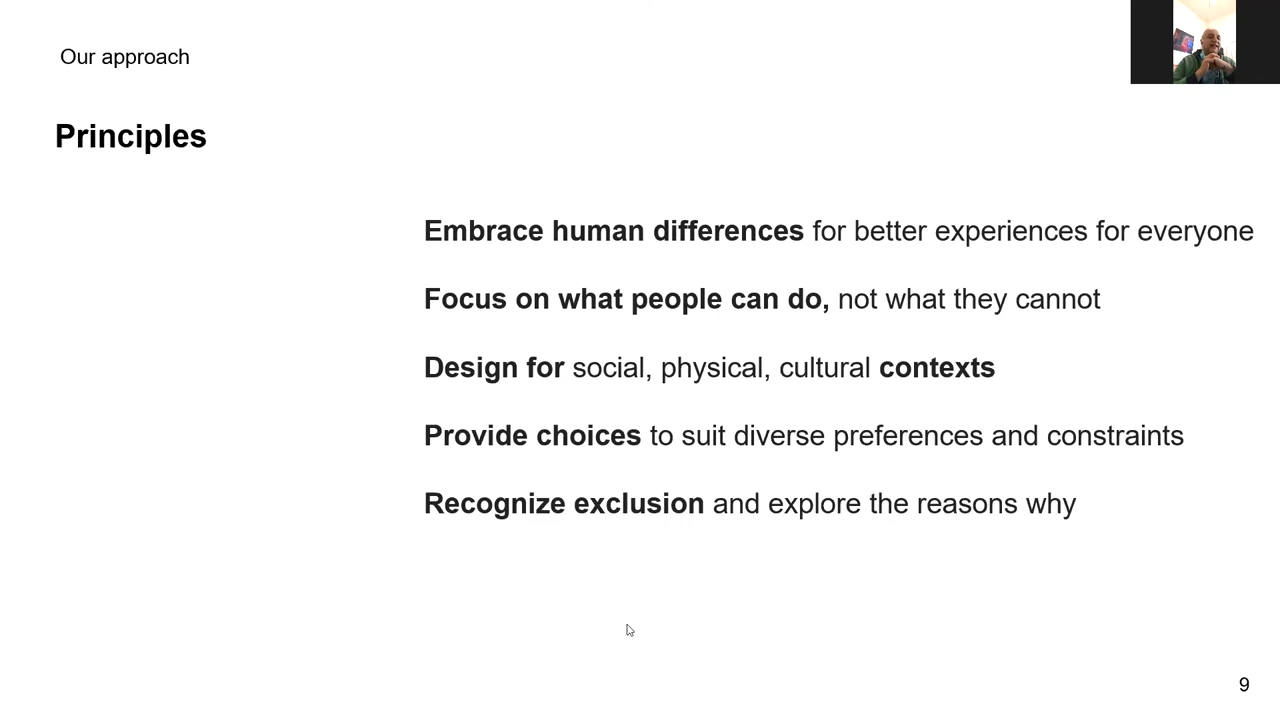 Our approach
Principles
Embrace human differences for better experiences for everyone
Focus on what people can do, not what they cannot
Design for social, physical, cultural contexts
Provide choices to suit diverse preferences and constraints
Recognize exclusion and explore the reasons why
9